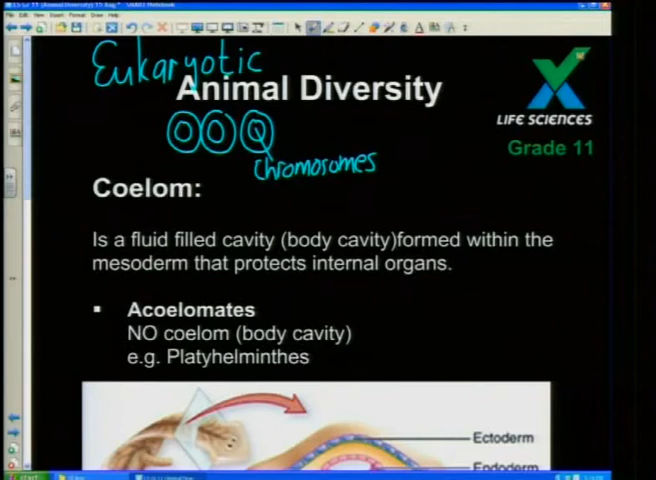 Eukaryotic
Animal Diversity
LIFE SCIENCES
chromosomes
Grade 11
Coelom:
Is a fluid filled cavity (body cavity)formed within the
mesoderm that protects internal organs.
Acoelomates
NO coelom (body cavity)
e.g. Platyhelminthes
Ectoderm
Endoderm